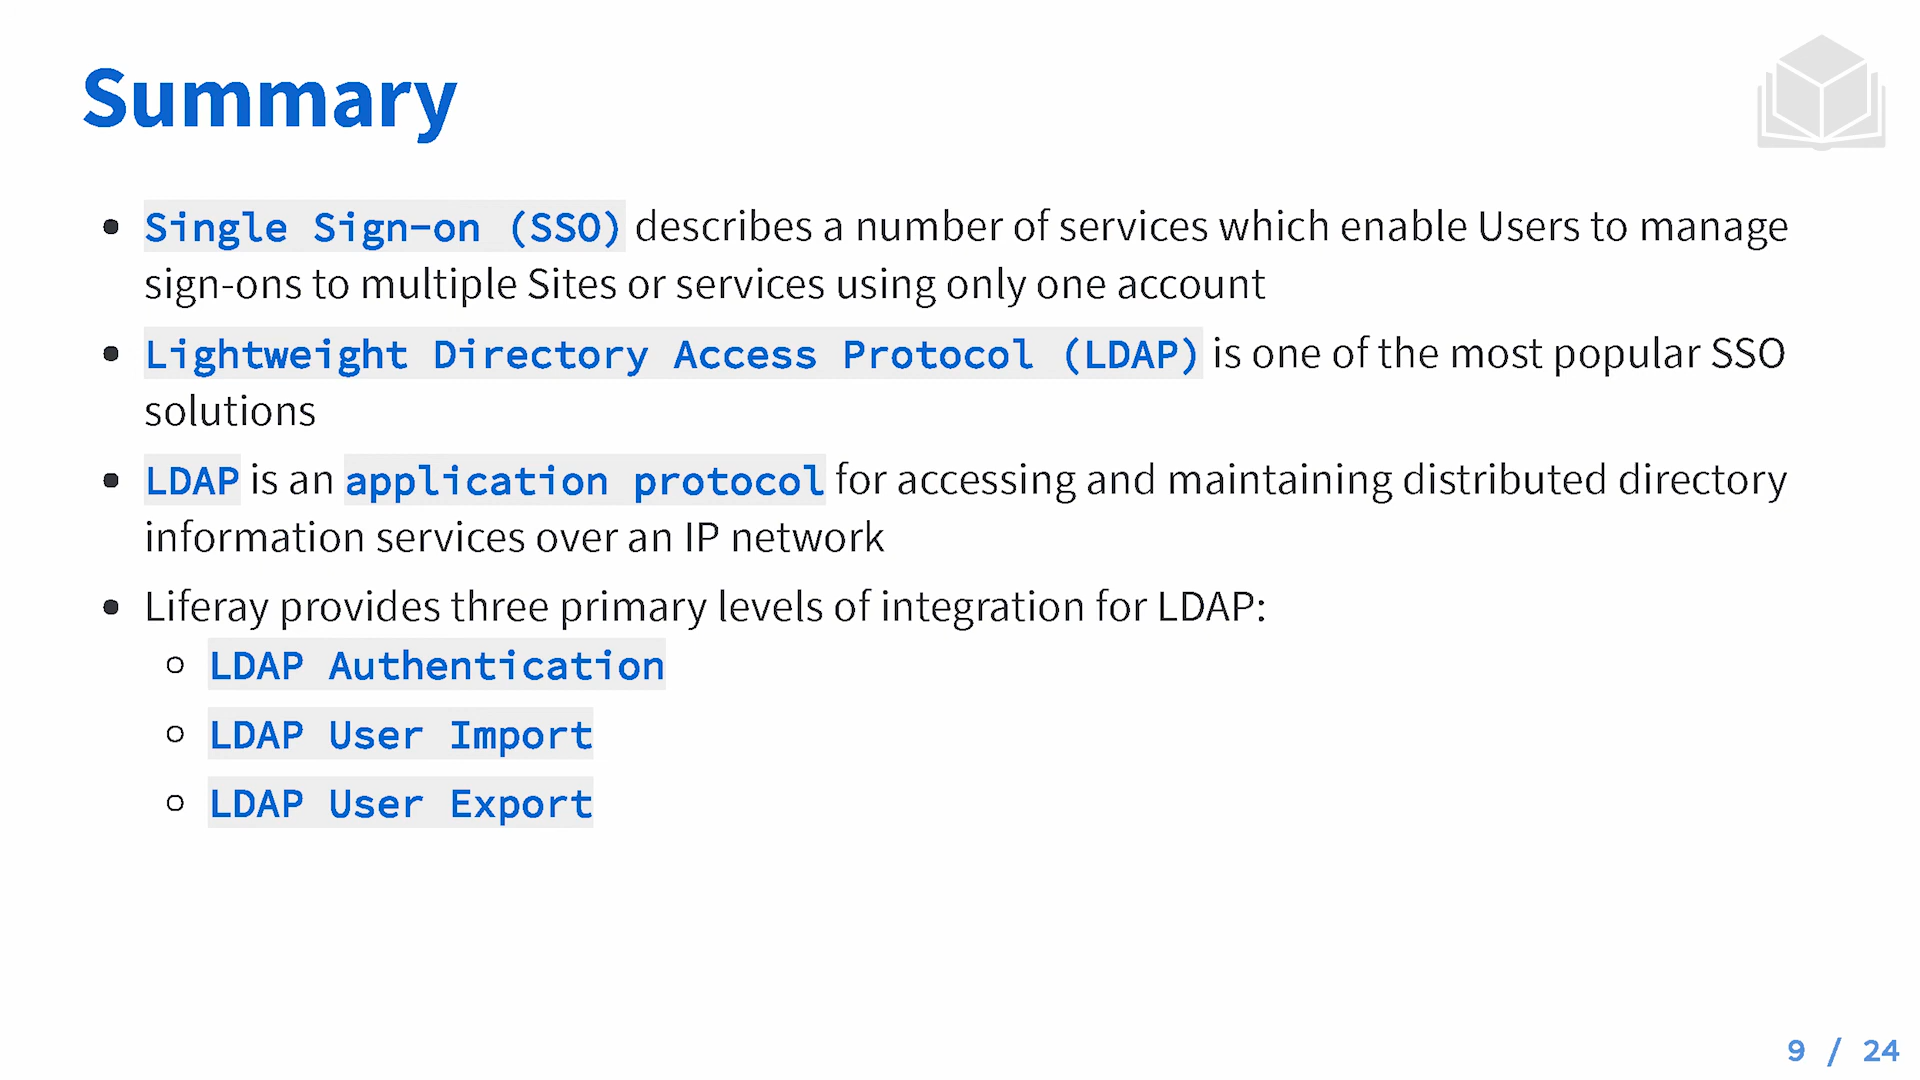 Summary
Single Sign-on (SSO) describes a number of services which enable Users to manage
sign-ons to multiple Sites or services using only one account
Lightweight Directory Access Protocol (LDAP) is one of the most popular SSO
solutions
LDAP is an application protocol for accessing and maintaining distributed directory
information services over an IP network
Liferay provides three primary levels of integration for LDAP:
LDAP Authentication
LDAP User Import
LDAP User Export
9 / 24